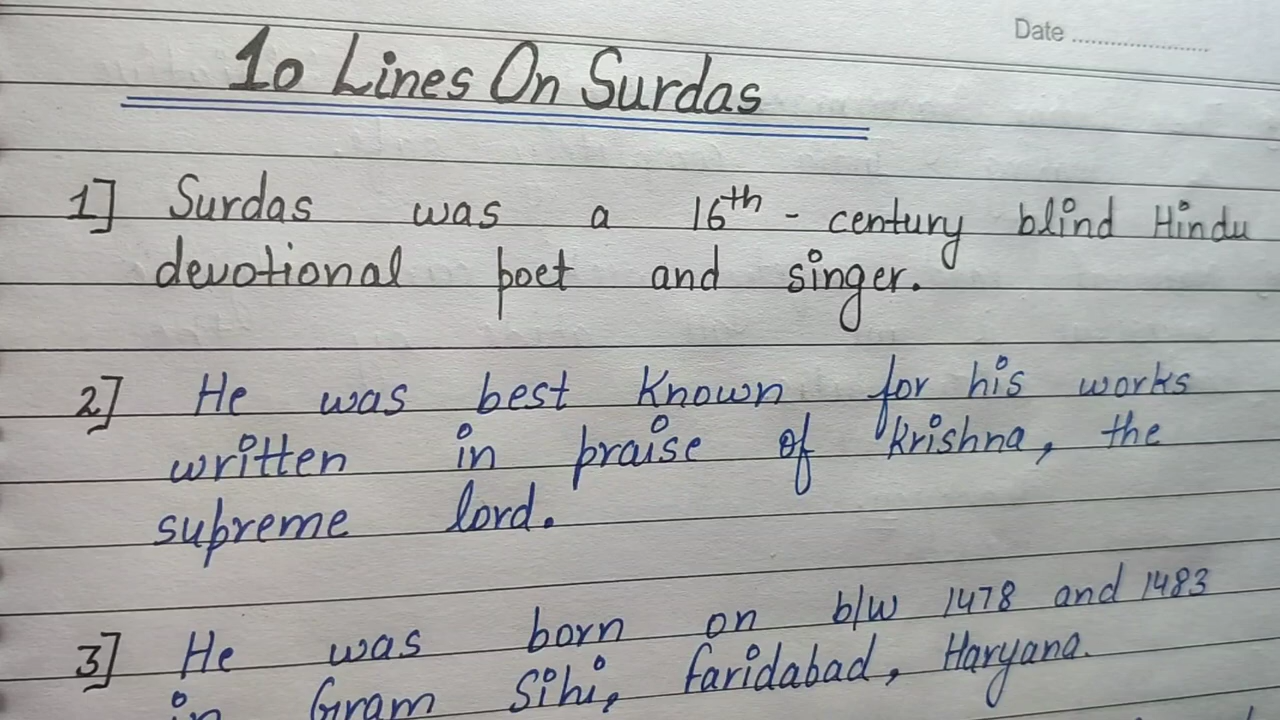 Date ....................
10 Lines On Surdas
1] Surdas was a 16th - century blind Hindu
devotional poet and singer.
2] He was best Known for his works
written in praise of krishna, the
supreme lord.
3] He was born on b/w 1478 and 1483
in Gram Sihi, faridabad, Haryana.